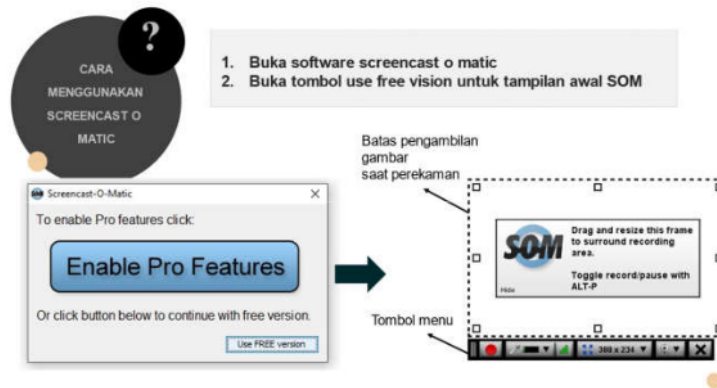 ?
CARA
MENGGUNAKAN
SCREENCAST O
MATIC
1. Buka software screencast o matic
2. Buka tombol use free vision untuk tampilan awal SOM
Batas pengambilan
gambar
saat perekaman
Screencast-O-Matic
To enable Pro features click:
Enable Pro Features
Or click button below to continue with free version.
Use FREE version
SOM
Drag and resize this frame
to surround recording
area.
Toggle record/pause with
ALT-P
Hide
Tombol menu
380 x 234